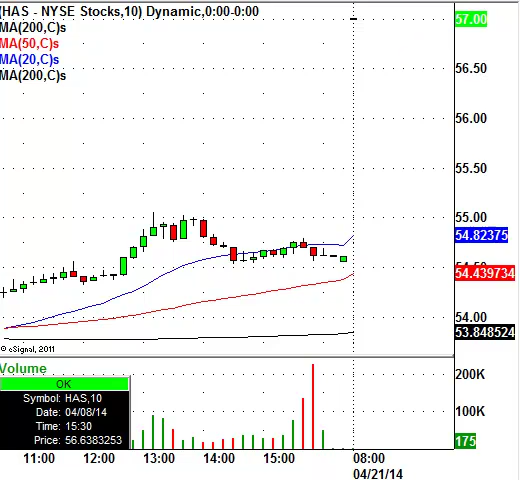 (HAS - NYSE Stocks,10) Dynamic,0:00-0:00
MA(200,C)s
MA(50,C)s
MA(20,C)s
MA(200,C)s
57.00
56.50
56.00
55.50
55.00
54.82375
54.439734
54.00
53.848524
© eSignal, 2011
Volume
OK
Symbol: HAS,10
Date: 04/08/14
Time: 15:30
Price: 56.6383253
200K
100K
175
11:00 12:00 13:00 14:00 15:00 08:00
04/21/14